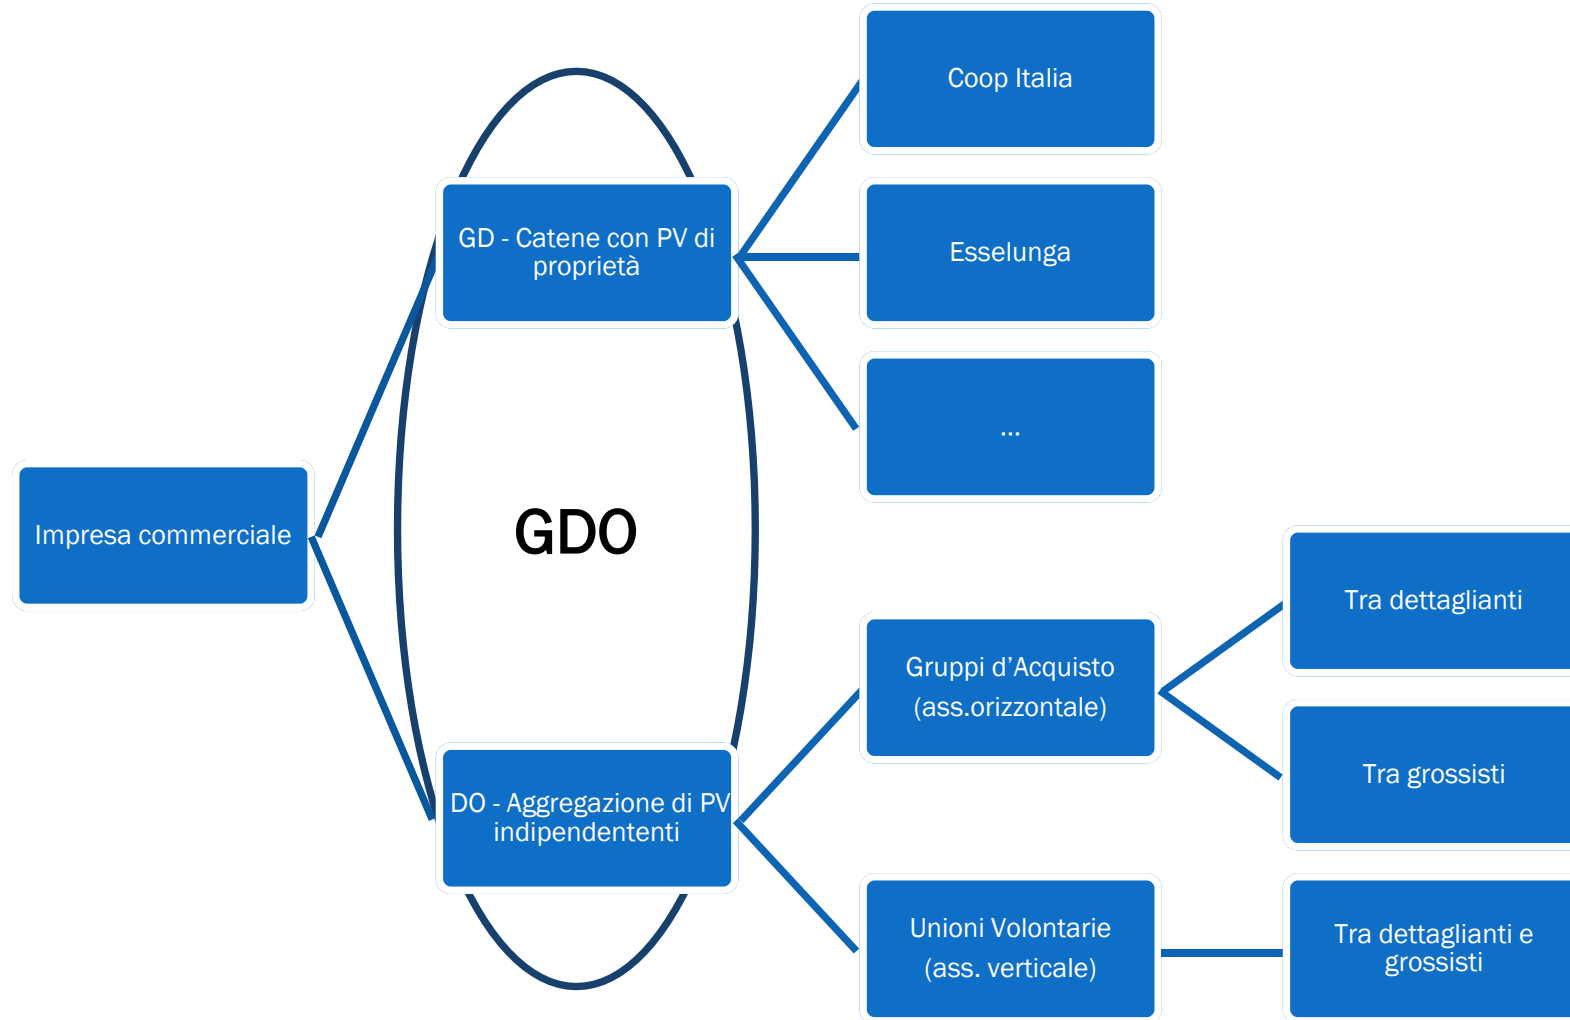 Coop Italia
GD - Catene con PV di
proprietà
Esselunga
...
Impresa commerciale
GDO
Tra dettaglianti
Gruppi d’Acquisto
(ass.orizzontale)
Tra grossisti
DO - Aggregazione di PV
indipendententi
Unioni Volontarie
(ass. verticale)
Tra dettaglianti e
grossisti